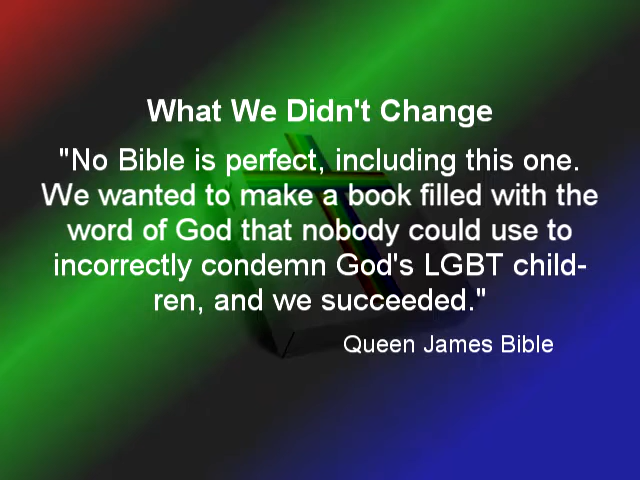 What We Didn't Change
"No Bible is perfect, including this one.
We wanted to make a book filled with the
word of God that nobody could use to
incorrectly condemn God's LGBT child-
ren, and we succeeded."
Queen James Bible